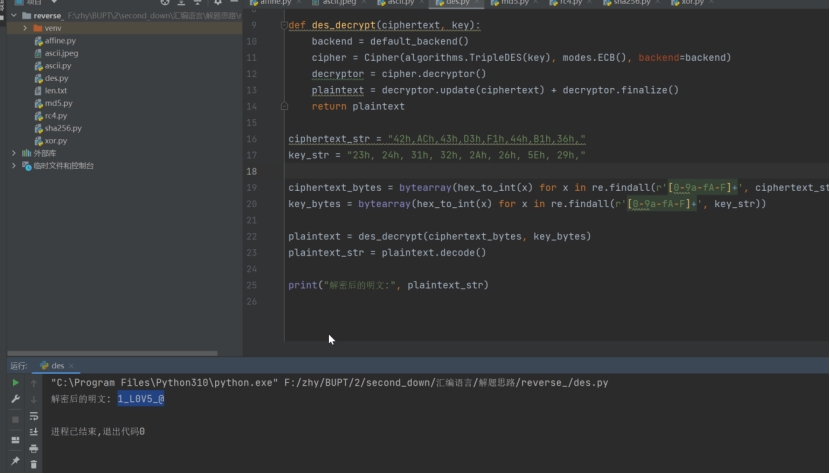 项目
affine.py
ascii.jpeg
ascii.py
des.py
md5.py
rc4.py
sha256.py
xor.py
reverse_ F:/zhy/BUPT/2/second_down/汇编语言/解题思路/
venv
affine.py
ascii.jpeg
ascii.py
des.py
len.txt
md5.py
rc4.py
sha256.py
xor.py
外部库
临时文件和控制台
9 def des_decrypt(ciphertext, key):
10 backend = default_backend()
11 cipher = Cipher(algorithms.TripleDES(key), modes.ECB(), backend=backend)
12 decryptor = cipher.decryptor()
13 plaintext = decryptor.update(ciphertext) + decryptor.finalize()
14 return plaintext
15
16 ciphertext_str = "42h,ACh,43h,D3h,F1h,44h,B1h,36h,"
17 key_str = "23h, 24h, 31h, 32h, 2Ah, 26h, 5Eh, 29h,"
18
19 ciphertext_bytes = bytearray(hex_to_int(x) for x in re.findall(r'[0-9a-fA-F]+', ciphertext_st
20 key_bytes = bytearray(hex_to_int(x) for x in re.findall(r'[0-9a-fA-F]+', key_str))
21
22 plaintext = des_decrypt(ciphertext_bytes, key_bytes)
23 plaintext_str = plaintext.decode()
24
25 print("解密后的明文:", plaintext_str)
26
运行: des
"C:\Program Files\Python310\python.exe" F:/zhy/BUPT/2/second_down/汇编语言/解题思路/reverse_/des.py
解密后的明文: 1_L0V5_@
进程已结束,退出代码0